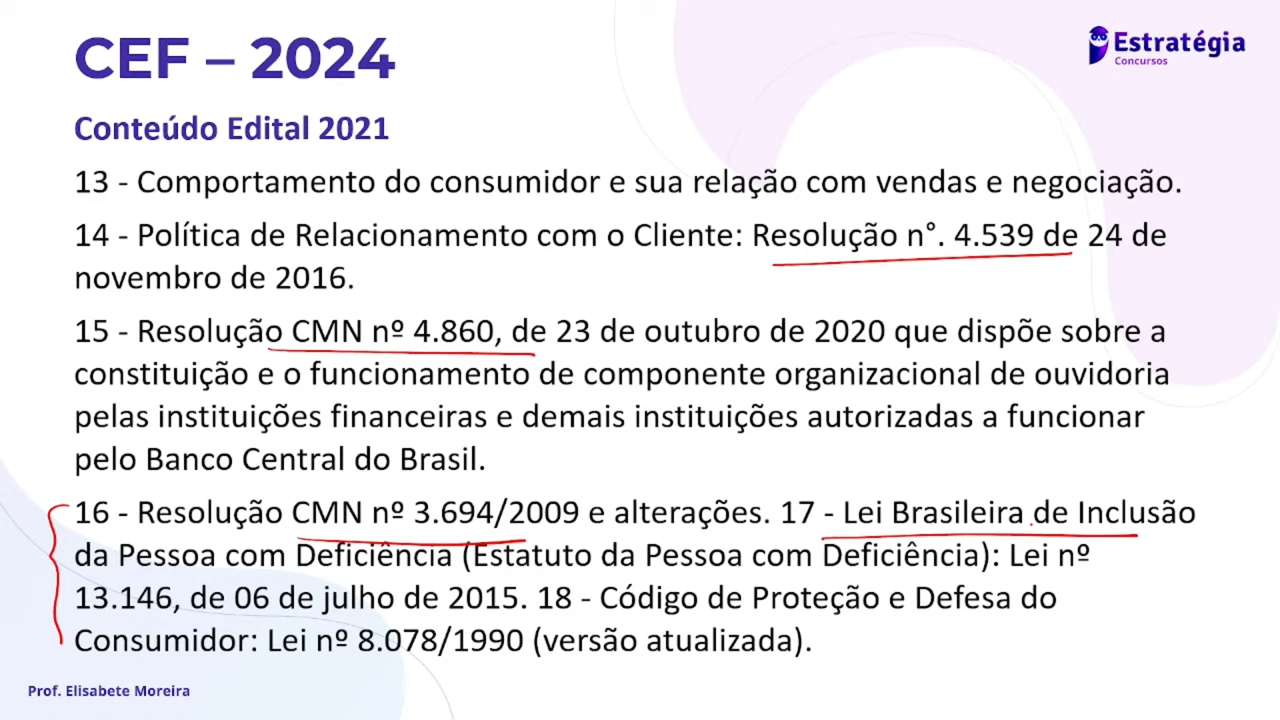 CEF – 2024
Estratégia
Concursos
Conteúdo Edital 2021
13 - Comportamento do consumidor e sua relação com vendas e negociação.
14 - Política de Relacionamento com o Cliente: Resolução n°. 4.539 de 24 de
novembro de 2016.
15 - Resolução CMN nº 4.860, de 23 de outubro de 2020 que dispõe sobre a
constituição e o funcionamento de componente organizacional de ouvidoria
pelas instituições financeiras e demais instituições autorizadas a funcionar
pelo Banco Central do Brasil.
16 - Resolução CMN nº 3.694/2009 e alterações. 17 - Lei Brasileira de Inclusão
da Pessoa com Deficiência (Estatuto da Pessoa com Deficiência): Lei nº
13.146, de 06 de julho de 2015. 18 - Código de Proteção e Defesa do
Consumidor: Lei nº 8.078/1990 (versão atualizada).
Prof. Elisabete Moreira